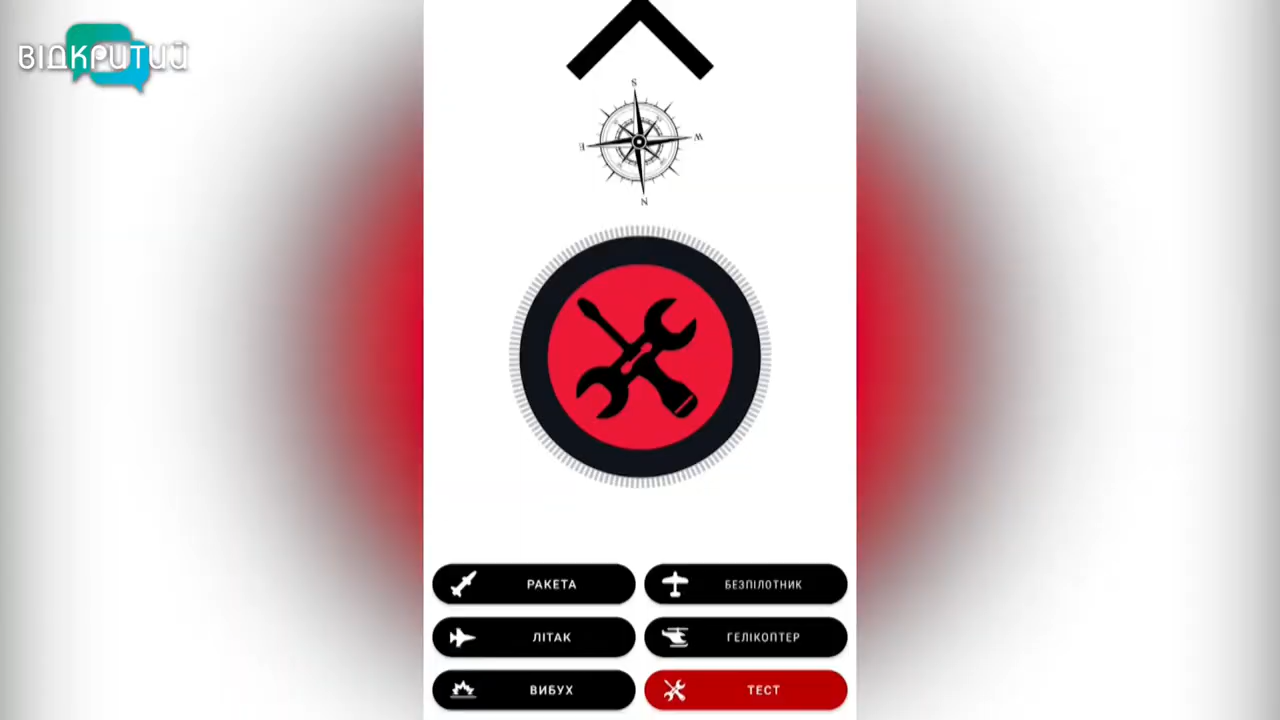 ВІДКРИТИЙ
S
E
W
N
РАКЕТА
БЕЗПІЛОТНИК
ЛІТАК
ГЕЛІКОПТЕР
ВИБУХ
ТЕСТ